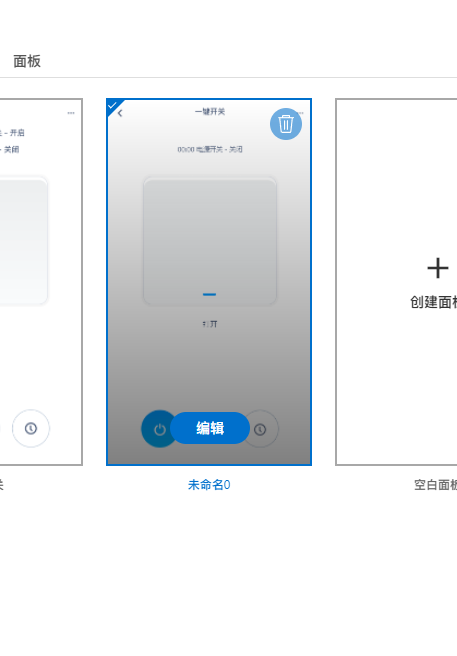 面板
一键开关
- 开启
- 关闭
00:00 电源开关 - 关闭
打开
编辑
创建面板
关
未命名0
空白面板